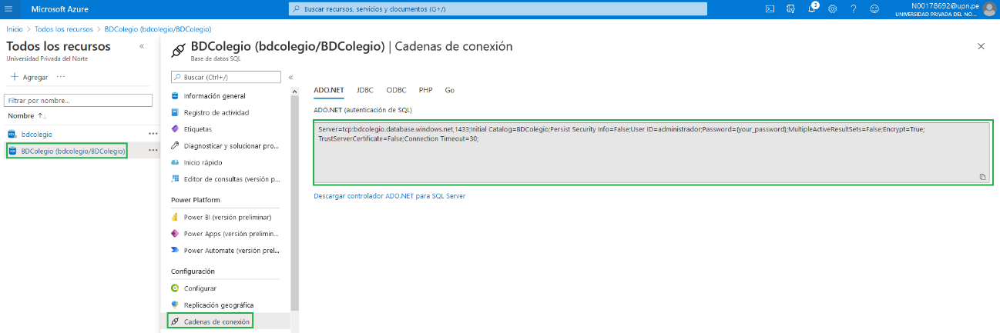 Microsoft Azure
Buscar recursos, servicios y documentos (G+/)
3
N00178692@upn.pe
UNIVERSIDAD PRIVADA DEL NO...
Inicio > Todos los recursos > BDColegio (bdcolegio/BDColegio)
Todos los recursos «
Universidad Privada del Norte
+ Agregar ...
Filtrar por nombre...
Nombre ↑↓
bdcolegio ...
BDColegio (bdcolegio/BDColegio) ...
BDColegio (bdcolegio/BDColegio) | Cadenas de conexión
Base de datos SQL
Buscar (Ctrl+/) «
Información general
Registro de actividad
Etiquetas
Diagnosticar y solucionar pro...
Inicio rápido
Editor de consultas (versión p...
Power Platform
Power BI (versión preliminar)
Power Apps (versión prelimin...
Power Automate (versión prel...
Configuración
Configurar
Replicación geográfica
Cadenas de conexión
ADO.NET JDBC ODBC PHP Go
ADO.NET (autenticación de SQL)
Server=tcp:bdcolegio.database.windows.net,1433;Initial Catalog=BDColegio;Persist Security Info=False;User ID=administrador;Password={your_password};MultipleActiveResultSets=False;Encrypt=True;
TrustServerCertificate=False;Connection Timeout=30;
Descargar controlador ADO.NET para SQL Server